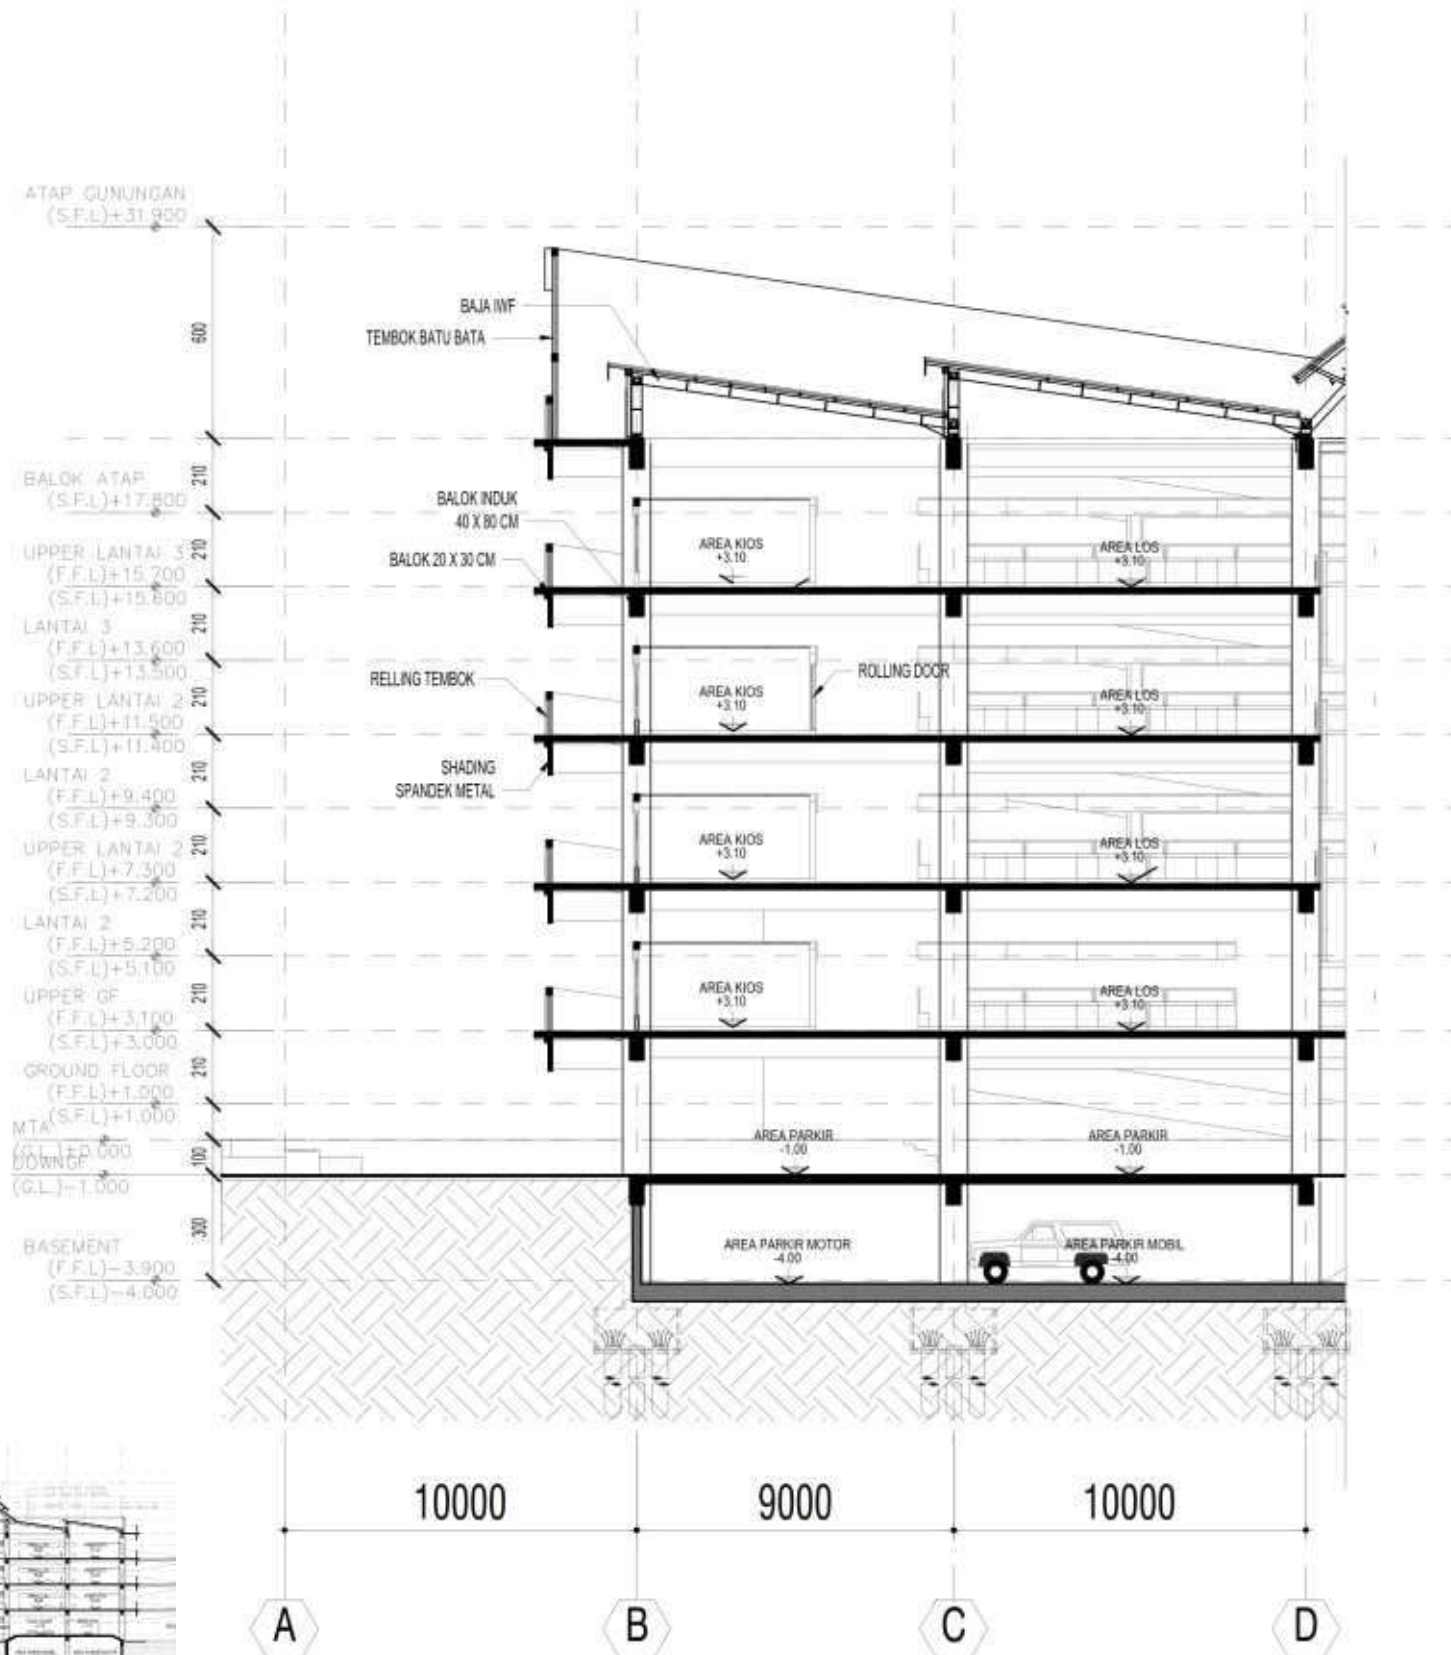 ATAP GUNUNGAN
(S.F.L)+31.900
600
BAJA IWF
TEMBOK BATU BATA
210
BALOK ATAP
(S.F.L)+17.800
BALOK INDUK
40 X 80 CM
BALOK 20 X 30 CM
210
UPPER LANTAI 3
(F.F.L)+15.700
(S.F.L)+15.600
AREA KIOS
+3.10
AREA LOS
+3.10
210
LANTAI 3
(F.F.L)+13.600
(S.F.L)+13.500
RELLING TEMBOK
ROLLING DOOR
210
UPPER LANTAI 2
(F.F.L)+11.500
(S.F.L)+11.400
AREA KIOS
+3.10
AREA LOS
+3.10
SHADING
SPANDEK METAL
210
LANTAI 2
(F.F.L)+9.400
(S.F.L)+9.300
210
UPPER LANTAI 2
(F.F.L)+7.300
(S.F.L)+7.200
AREA KIOS
+3.10
AREA LOS
+3.10
210
LANTAI 2
(F.F.L)+5.200
(S.F.L)+5.100
210
UPPER GF
(F.F.L)+3.100
(S.F.L)+3.000
AREA KIOS
+3.10
AREA LOS
+3.10
210
GROUND FLOOR
(F.F.L)+1.000
(S.F.L)+1.000
MTA
(G.L.)+0.000
100
DOWNGF
(G.L.)-1.000
AREA PARKIR
-1.00
AREA PARKIR
-1.00
300
BASEMENT
(F.F.L)-3.900
(S.F.L)-4.000
AREA PARKIR MOTOR
-4.00
AREA PARKIR MOBIL
-4.00
10000
9000
10000
A
B
C
D